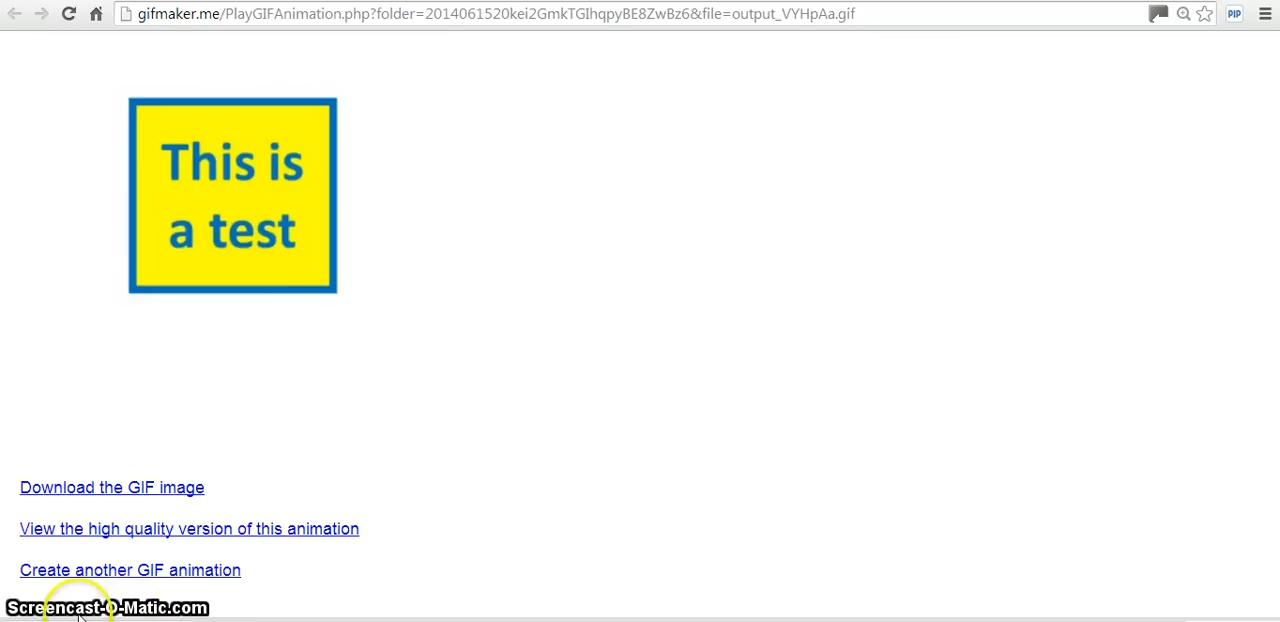 gifmaker.me/PlayGIFAnimation.php?folder=2014061520kei2GmkTGIhqpyBE8ZwBz6&file=output_VYHpAa.gif
PIP
This is
a test
Download the GIF image
View the high quality version of this animation
Create another GIF animation
Screencast-O-Matic.com